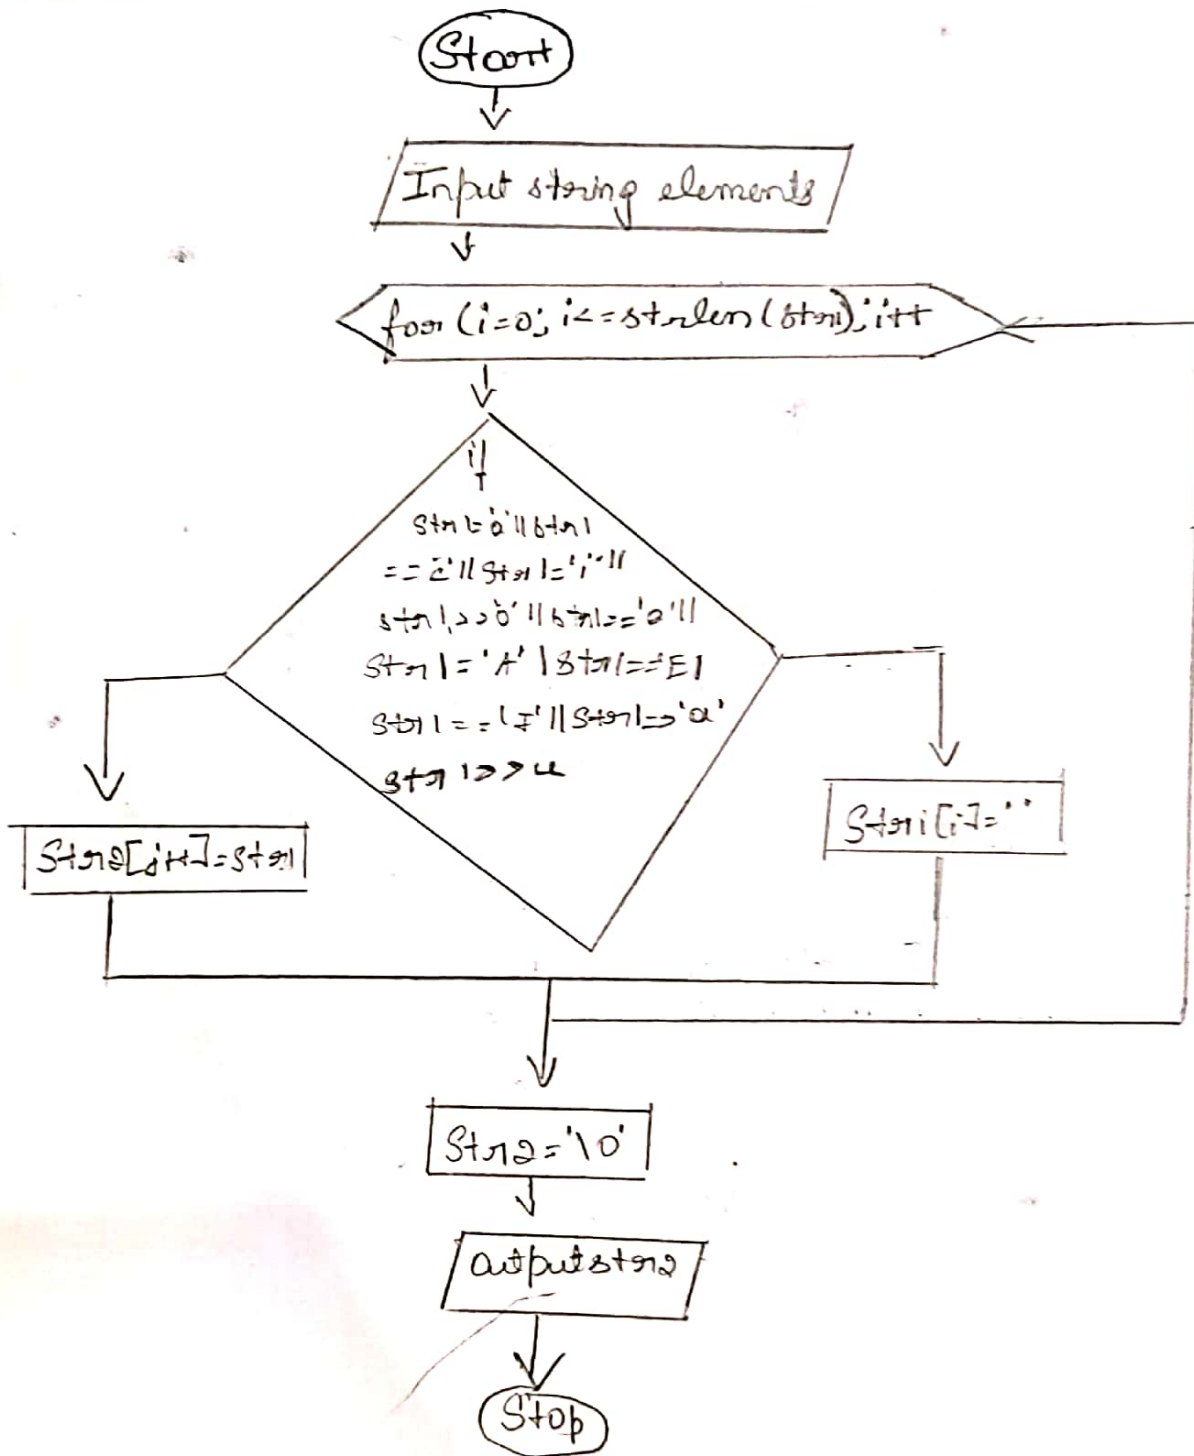 Start
Input string elements
for (i=0; i<=strlen(str1); i++
if
str1='a' || str1
=='e' || str1='i' ||
str1>>'o' || str1=='a' ||
str1='A' | str1=='E|
str1=='I' || str1=>'a'
str1>>u
Str2[j++]=str1
Stri[i]=' '
Str2='\0'
output str2
Stop